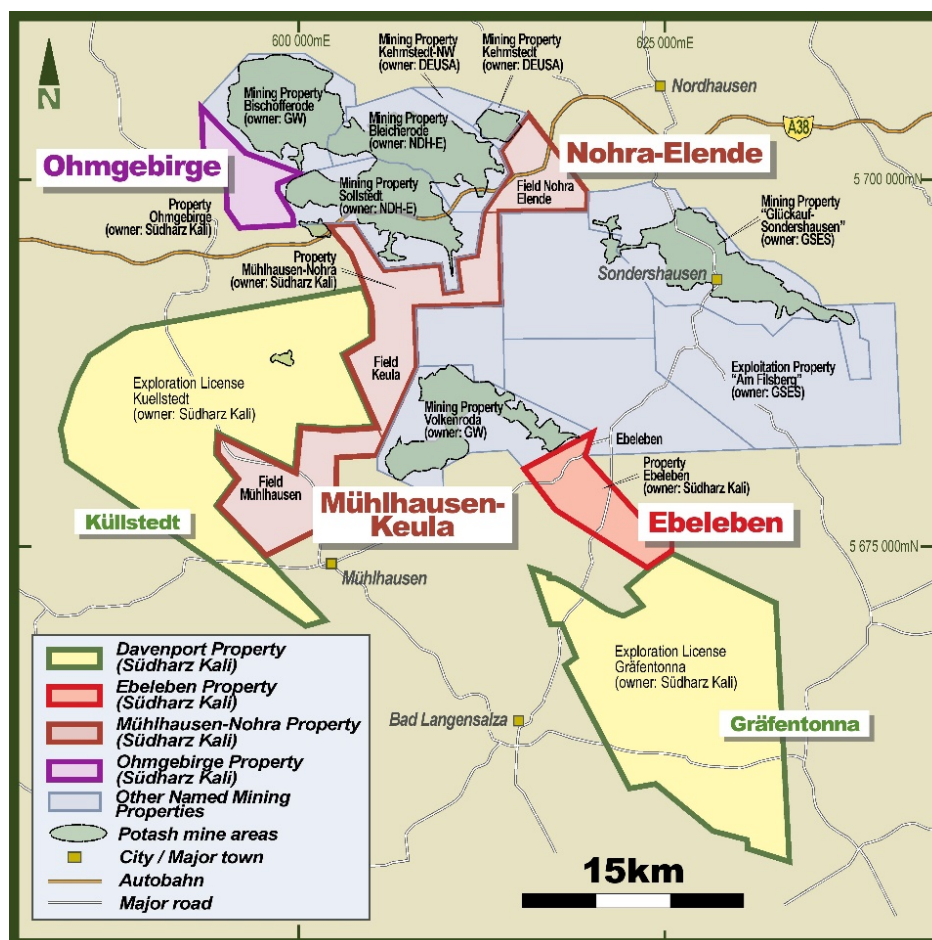 600 000mE
625 000mE
Mining Property
Kehmstedt-NW
(owner: DEUSA)
Mining Property
Kehmstedt
(owner: DEUSA)
N
Mining Property
Bischofferode
(owner: GW)
Nordhausen
A38
Mining Property
Bleicherode
(owner: NDH-E)
Ohmgebirge
Nohra-Elende
5 700 000mN
Mining Property
Sollstedt
(owner: NDH-E)
Field Nohra
Elende
Property
Ohmgebirge
(owner: Südharz Kali)
Mining Property
"Glückauf-
Sondershausen"
(owner: GSES)
Property
Mühlhausen-Nohra
(owner: Südharz Kali)
Sondershausen
Field
Keula
Exploration License
Kuellstedt
(owner: Südharz Kali)
Exploitation Property
"Am Filsberg"
(owner: GSES)
Mining Property
Volkenroda
(owner: GW)
Ebeleben
Field
Mühlhausen
Property
Ebeleben
(owner: Südharz Kali)
Mühlhausen-
Keula
Küllstedt
Ebeleben
5 675 000mN
Mühlhausen
Exploration License
Gräfentonna
(owner: Südharz Kali)
Bad Langensalza
Gräfentonna
Davenport Property
(Südharz Kali)
Ebeleben Property
(Südharz Kali)
Mühlhausen-Nohra Property
(Südharz Kali)
Ohmgebirge Property
(Südharz Kali)
Other Named Mining
Properties
Potash mine areas
City / Major town
Autobahn
Major road
15km